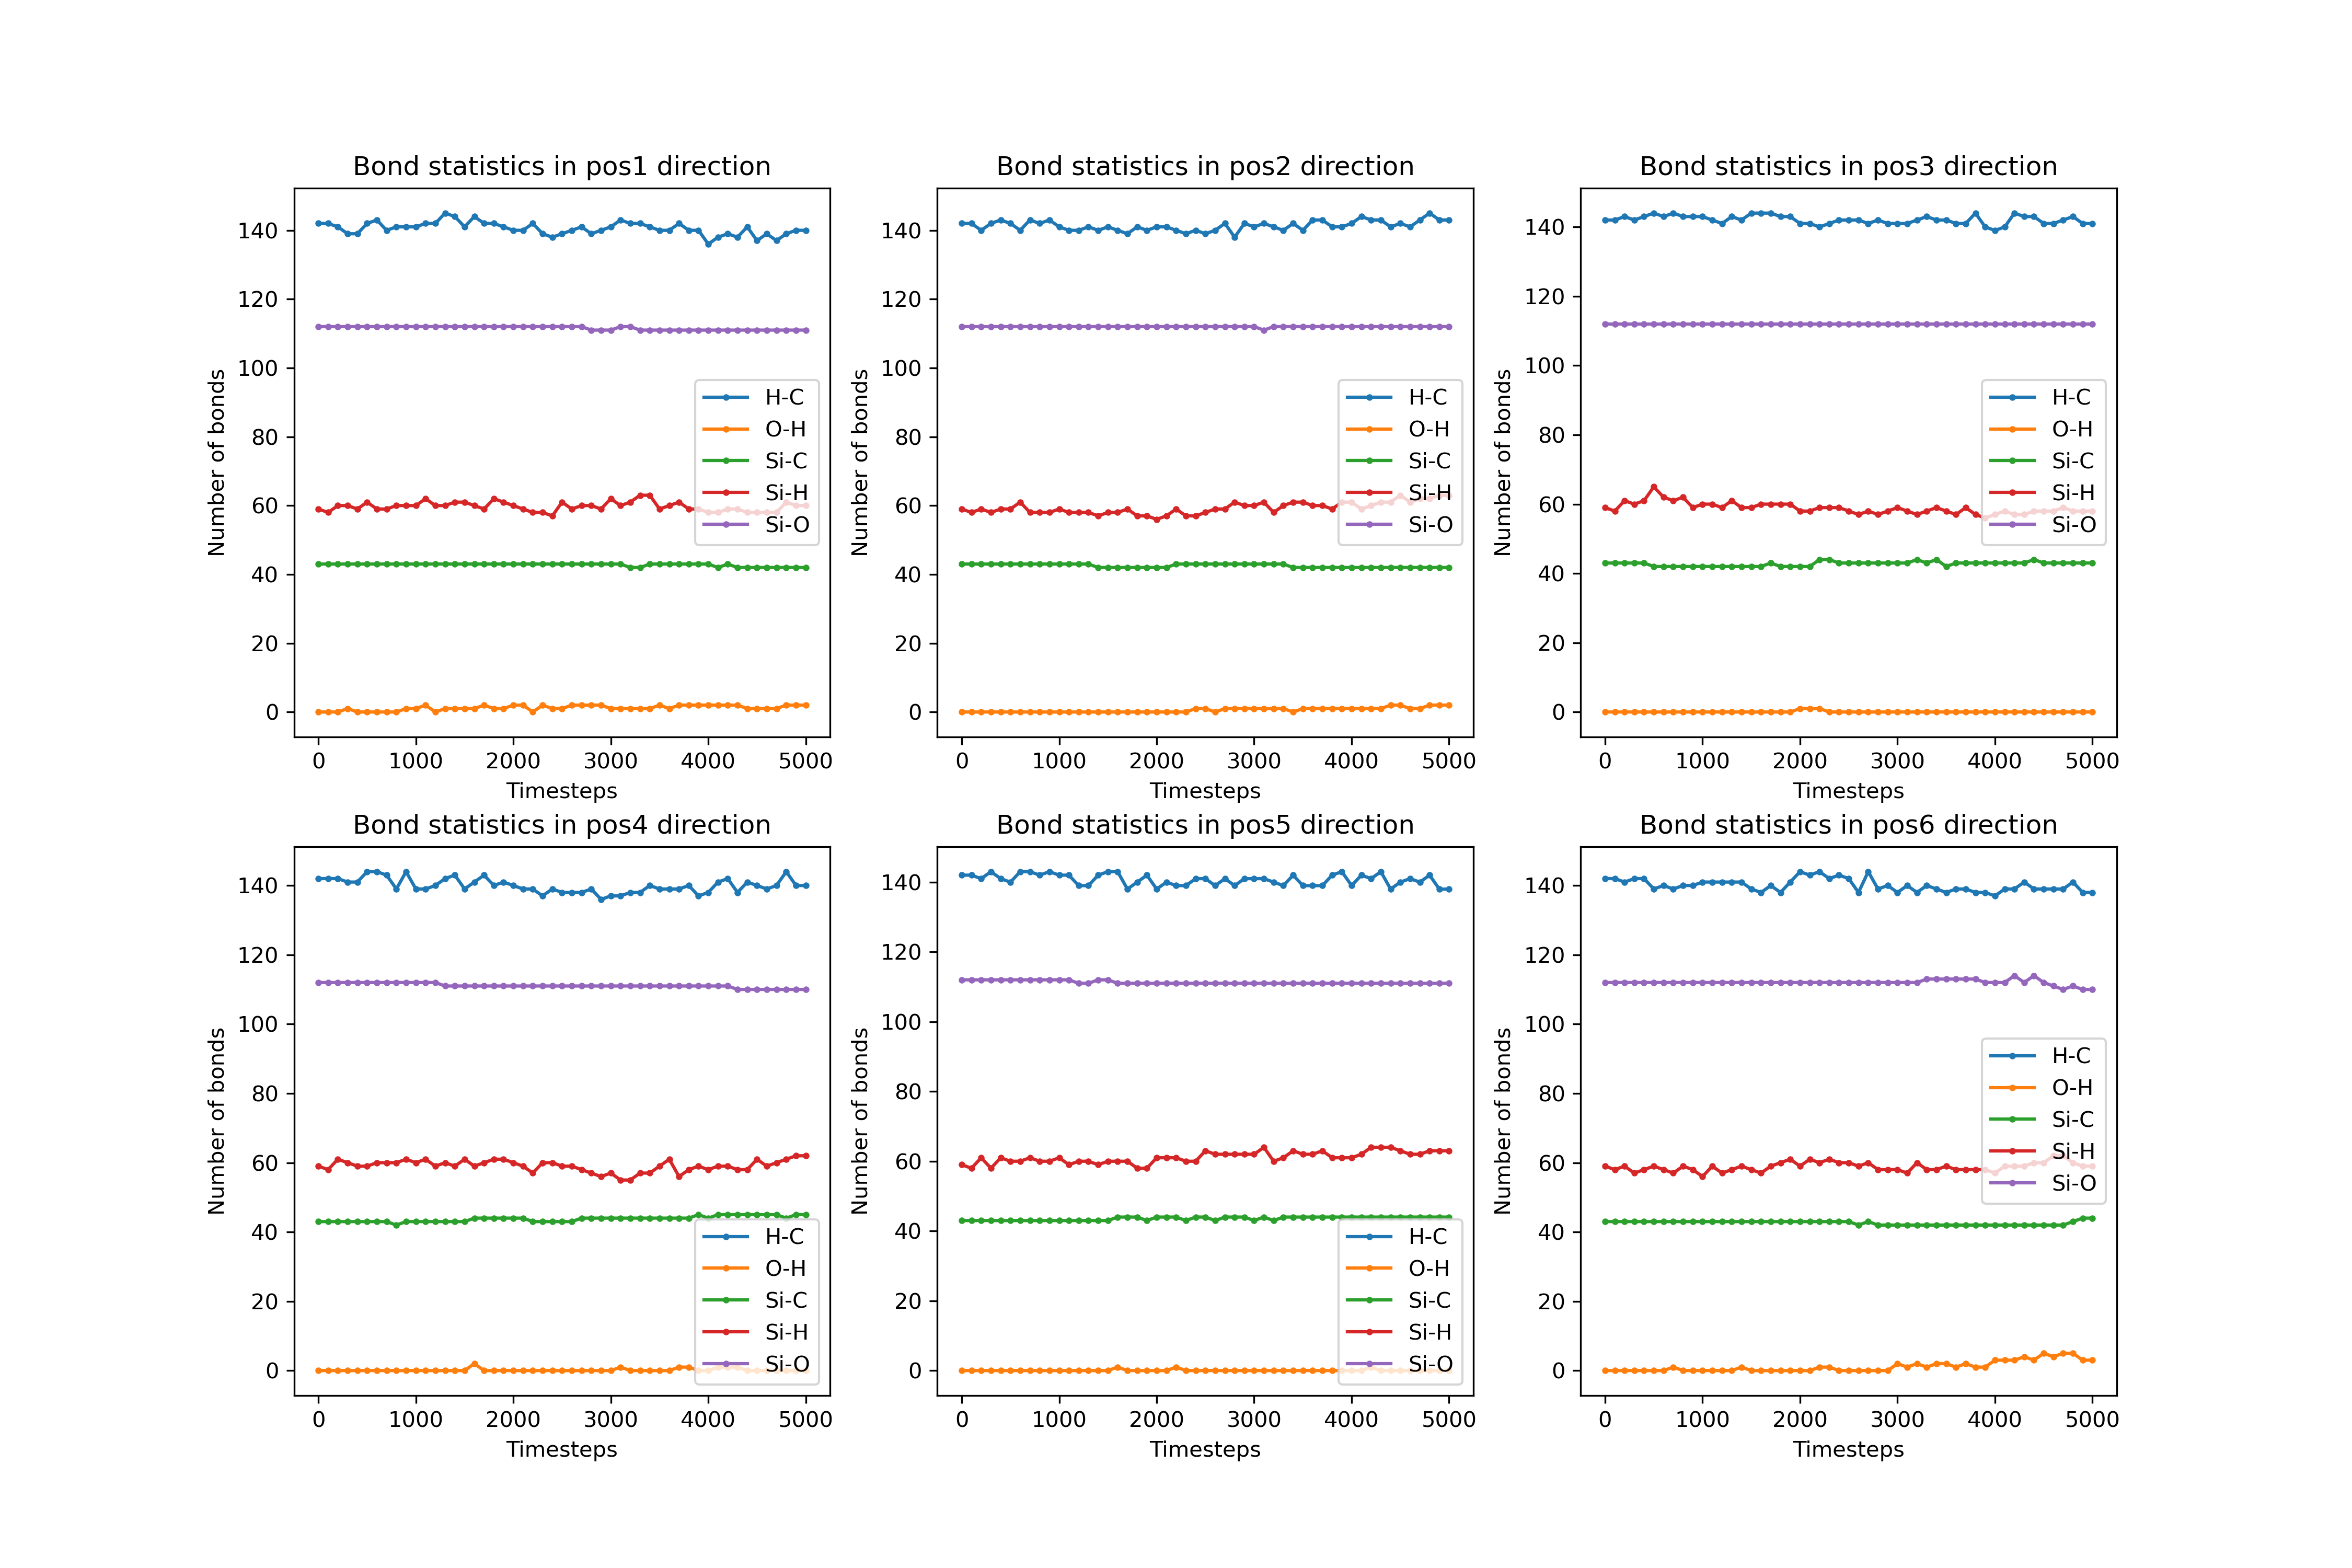 Bond statistics in pos1 direction
Number of bonds
140
120
100
80
60
40
20
0
H-C
O-H
Si-C
Si-H
Si-O
0 1000 2000 3000 4000 5000
Timesteps
Bond statistics in pos2 direction
Number of bonds
140
120
100
80
60
40
20
0
H-C
O-H
Si-C
Si-H
Si-O
0 1000 2000 3000 4000 5000
Timesteps
Bond statistics in pos3 direction
Number of bonds
140
120
100
80
60
40
20
0
H-C
O-H
Si-C
Si-H
Si-O
0 1000 2000 3000 4000 5000
Timesteps
Bond statistics in pos4 direction
Number of bonds
140
120
100
80
60
40
20
0
H-C
O-H
Si-C
Si-H
Si-O
0 1000 2000 3000 4000 5000
Timesteps
Bond statistics in pos5 direction
Number of bonds
140
120
100
80
60
40
20
0
H-C
O-H
Si-C
Si-H
Si-O
0 1000 2000 3000 4000 5000
Timesteps
Bond statistics in pos6 direction
Number of bonds
140
120
100
80
60
40
20
0
H-C
O-H
Si-C
Si-H
Si-O
0 1000 2000 3000 4000 5000
Timesteps